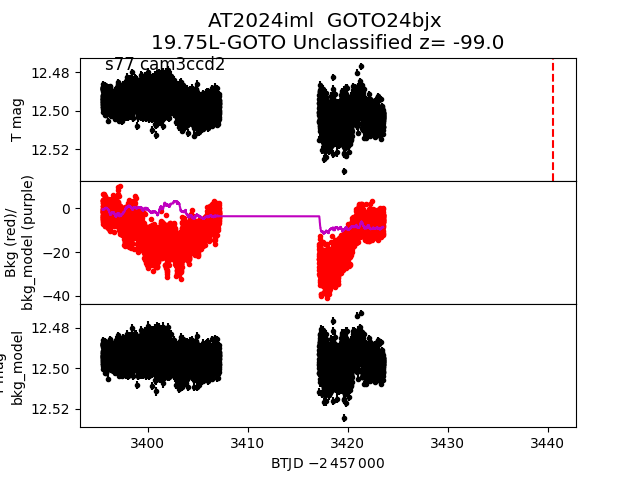 AT2024iml  GOTO24bjx
19.75L-GOTO Unclassified z= -99.0
s77 cam3ccd2
T mag
12.48
12.50
12.52
Bkg (red)/
bkg_model (purple)
0
−20
−40
bkg_model
12.48
12.50
12.52
3400
3410
3420
3430
3440
BTJD −2 457 000